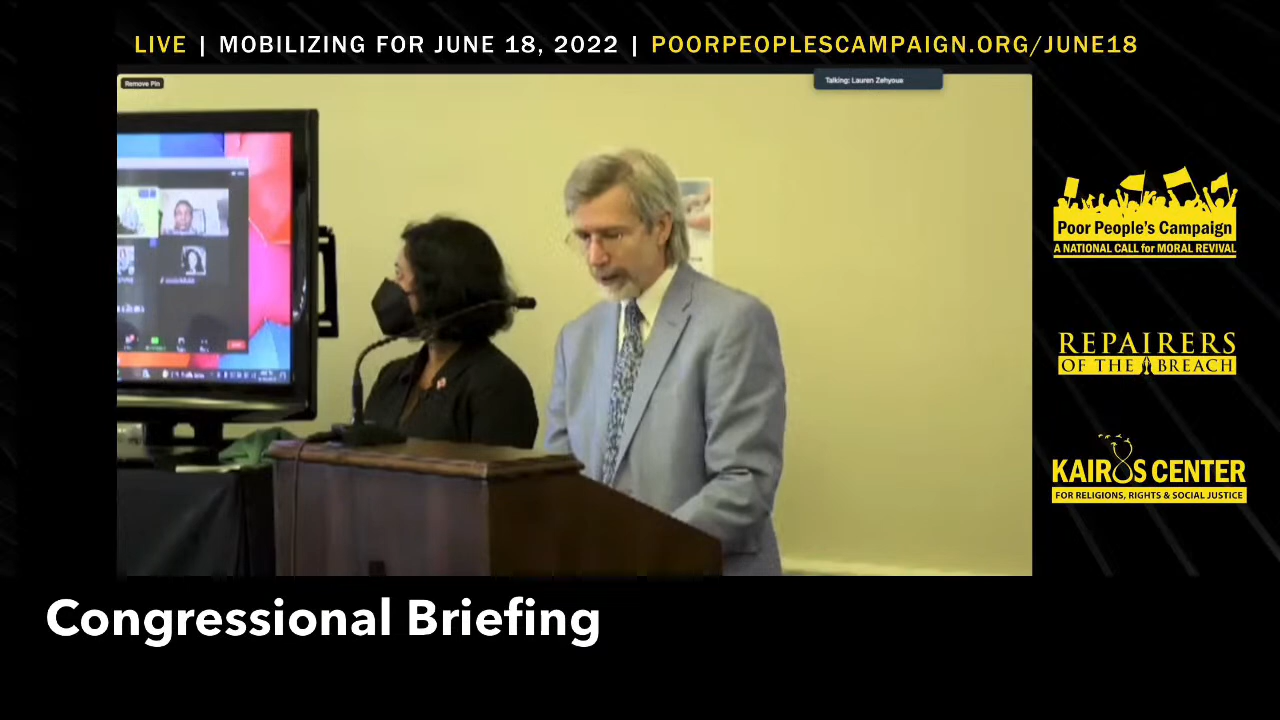 LIVE | MOBILIZING FOR JUNE 18, 2022 | POORPEOPLESCAMPAIGN.ORG/JUNE18
Remove Pin
Talking: Lauren Zehyoua
Poor People's Campaign
A NATIONAL CALL for MORAL REVIVAL
REPAIRERS
OF THE BREACH
KAIROS CENTER
FOR RELIGIONS, RIGHTS & SOCIAL JUSTICE
Congressional Briefing